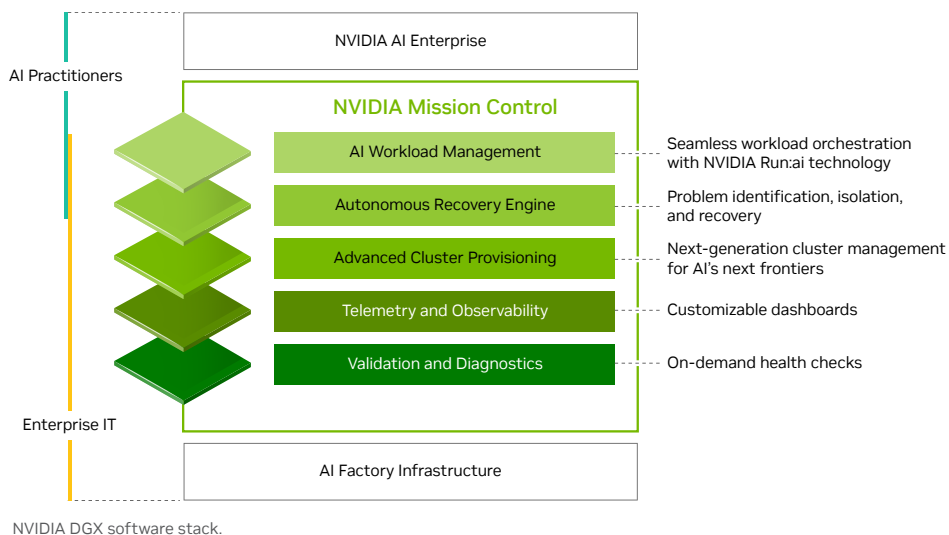 NVIDIA AI Enterprise
AI Practitioners
NVIDIA Mission Control
AI Workload Management
Seamless workload orchestration
with NVIDIA Run:ai technology
Autonomous Recovery Engine
Problem identification, isolation,
and recovery
Advanced Cluster Provisioning
Next-generation cluster management
for AI’s next frontiers
Telemetry and Observability
Customizable dashboards
Validation and Diagnostics
On-demand health checks
Enterprise IT
AI Factory Infrastructure
NVIDIA DGX software stack.